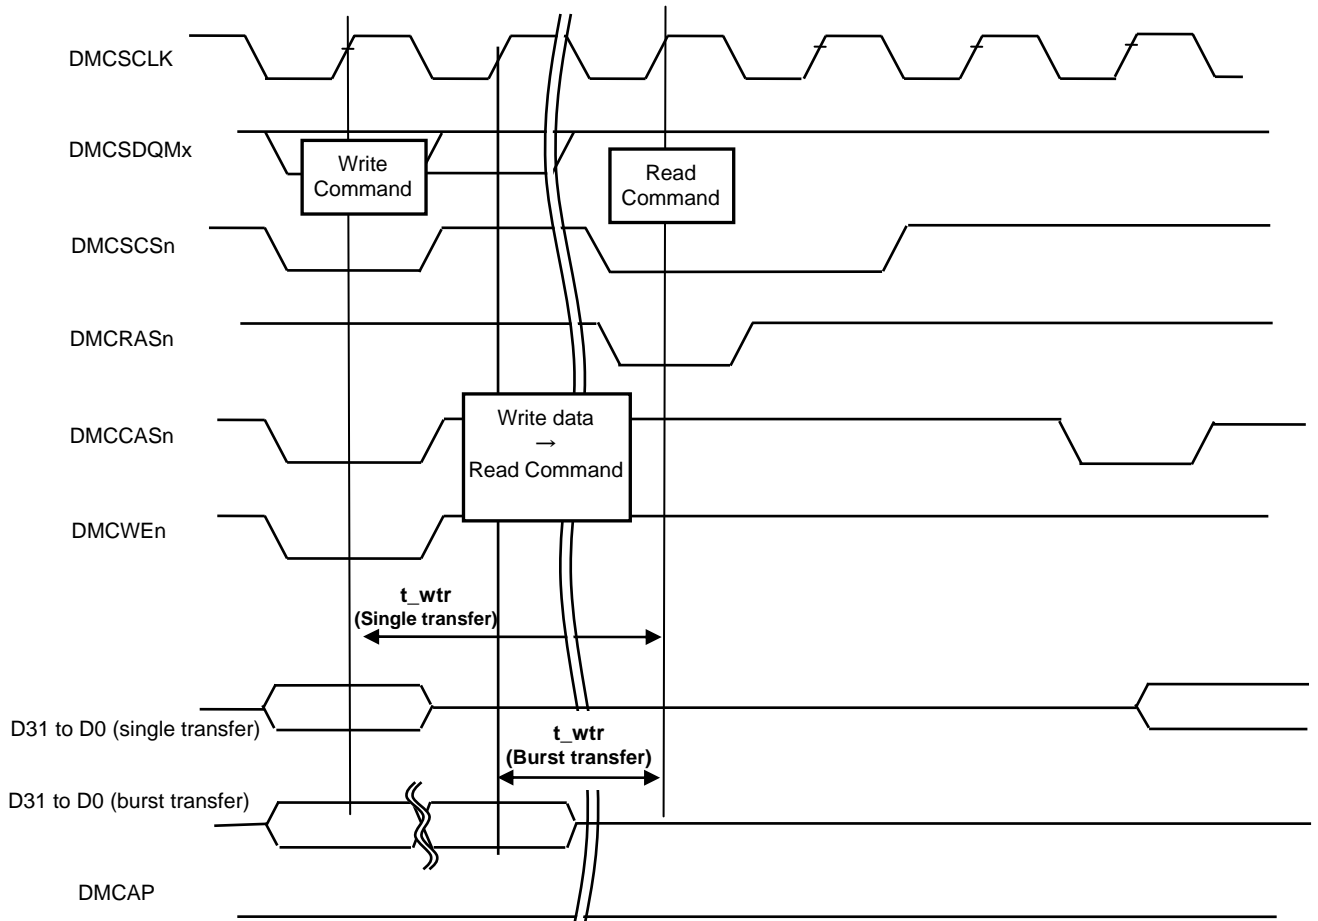 DMCSCLK
DMCSDQMx
Write
Command
Read
Command
DMCSCSn
DMCRASn
DMCCASn
Write data
→
Read Command
DMCWEn
t_wtr
(Single transfer)
D31 to D0 (single transfer)
t_wtr
(Burst transfer)
D31 to D0 (burst transfer)
DMCAP